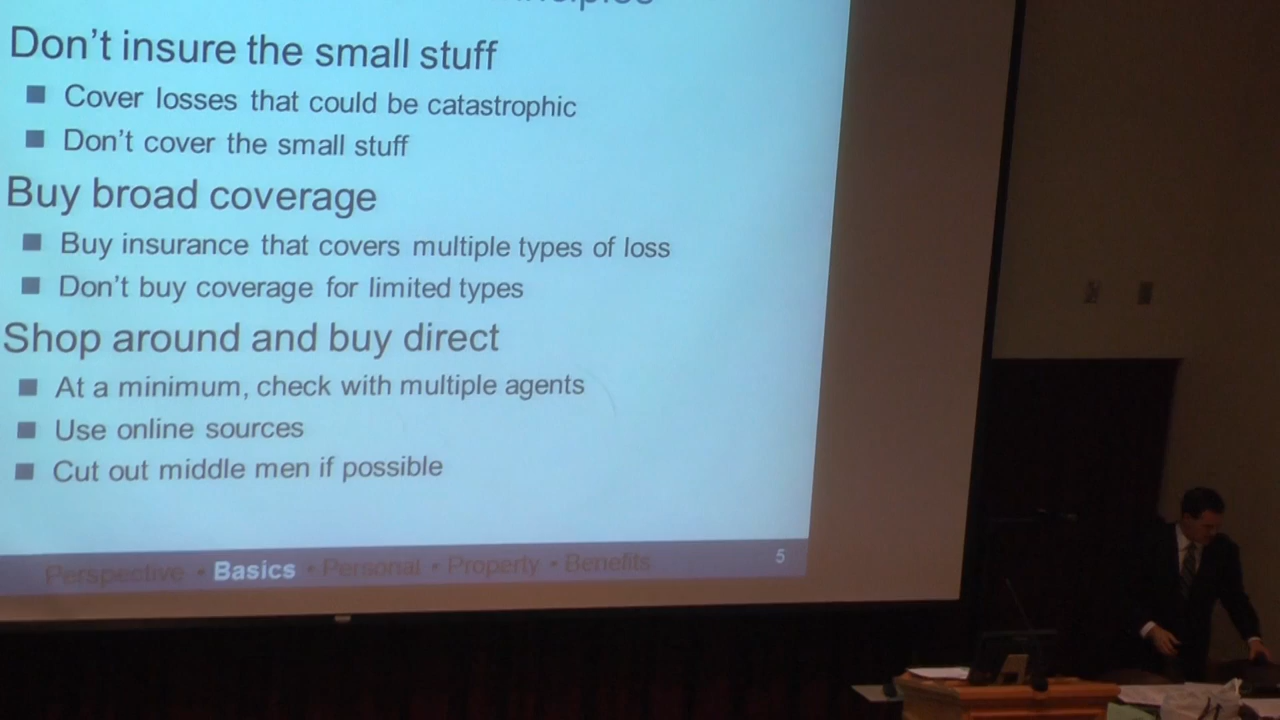 Don't insure the small stuff
Cover losses that could be catastrophic
Don't cover the small stuff
Buy broad coverage
Buy insurance that covers multiple types of loss
Don't buy coverage for limited types
Shop around and buy direct
At a minimum, check with multiple agents
Use online sources
Cut out middle men if possible
Perspective • Basics • Personal • Property • Benefits 5